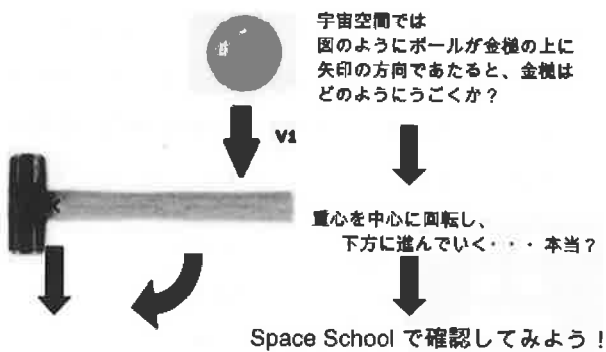 宇宙空間では
図のようにボールが金槌の上に
矢印の方向であたると、金槌は
どのようにうごくか？
V1
重心を中心に回転し、
下方に進んでいく・・・本当？
Space School で確認してみよう！